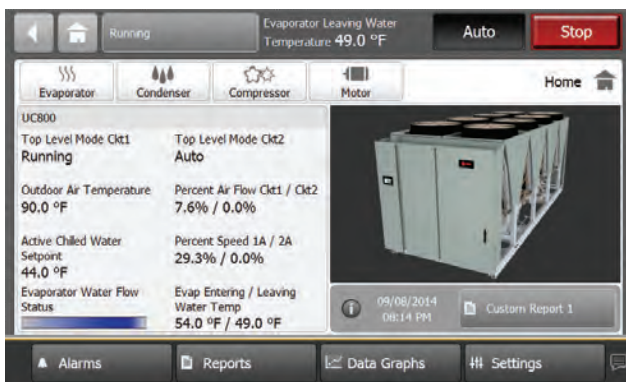 Running
Evaporator Leaving Water
Temperature 49.0 °F
Auto
Stop
Evaporator
Condenser
Compressor
Motor
Home
UC800
Top Level Mode Ckt1
Running
Top Level Mode Ckt2
Auto
Outdoor Air Temperature
90.0 °F
Percent Air Flow Ckt1 / Ckt2
7.6% / 0.0%
Active Chilled Water
Setpoint
44.0 °F
Percent Speed 1A / 2A
29.3% / 0.0%
Evaporator Water Flow
Status
Evap Entering / Leaving
Water Temp
54.0 °F / 49.0 °F
09/08/2014
08:14 PM
Custom Report 1
Alarms
Reports
Data Graphs
Settings